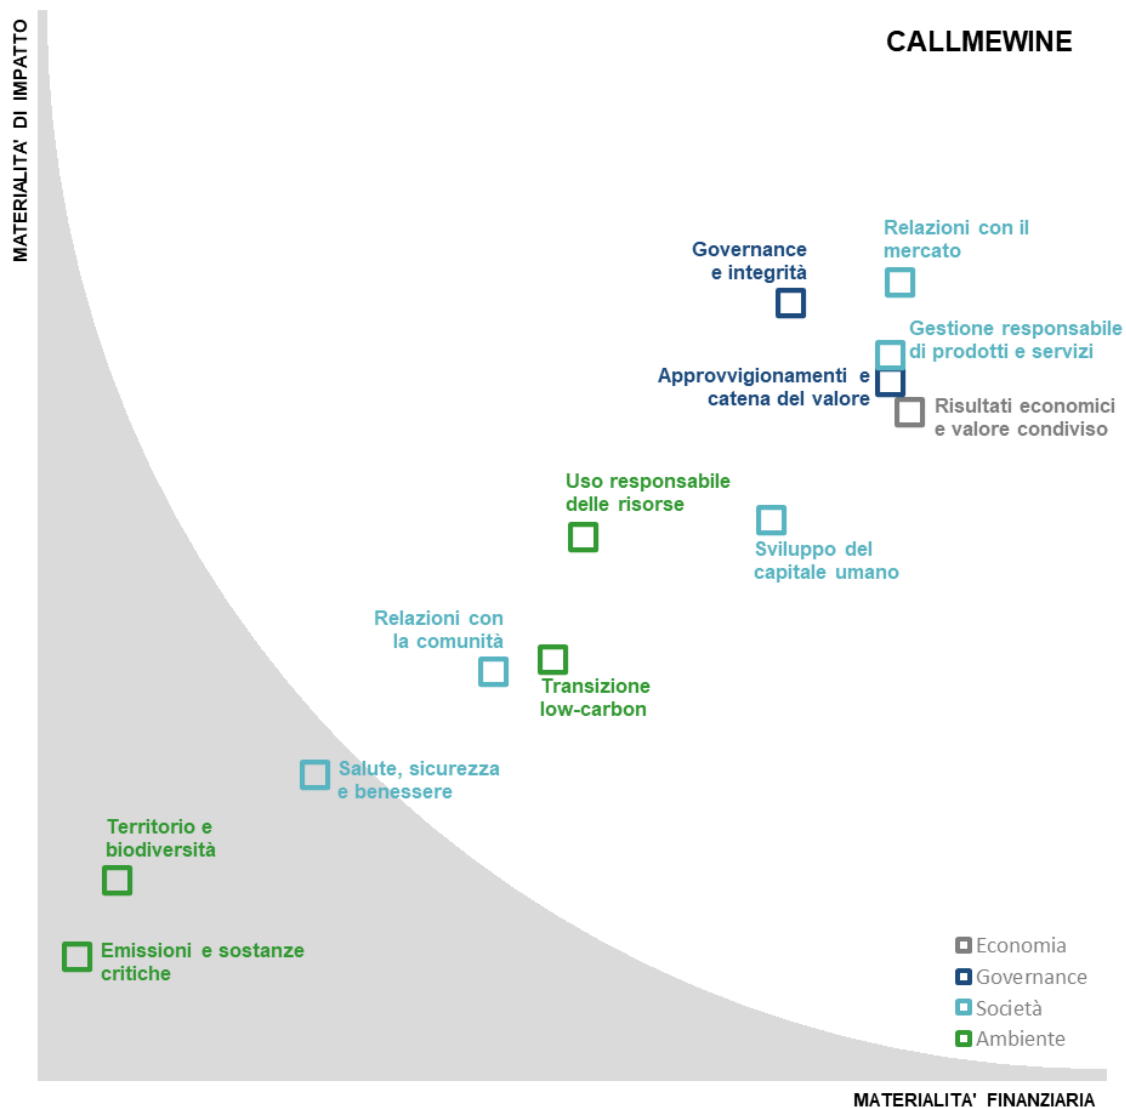 CALLMEWINE
MATERIALITA' DI IMPATTO
Relazioni con il
mercato
Governance
e integrità
Gestione responsabile
di prodotti e servizi
Approvvigionamenti e
catena del valore
Risultati economici
e valore condiviso
Uso responsabile
delle risorse
Sviluppo del
capitale umano
Relazioni con
la comunità
Transizione
low-carbon
Salute, sicurezza
e benessere
Territorio e
biodiversità
Emissioni e sostanze
critiche
Economia
Governance
Società
Ambiente
MATERIALITA' FINANZIARIA